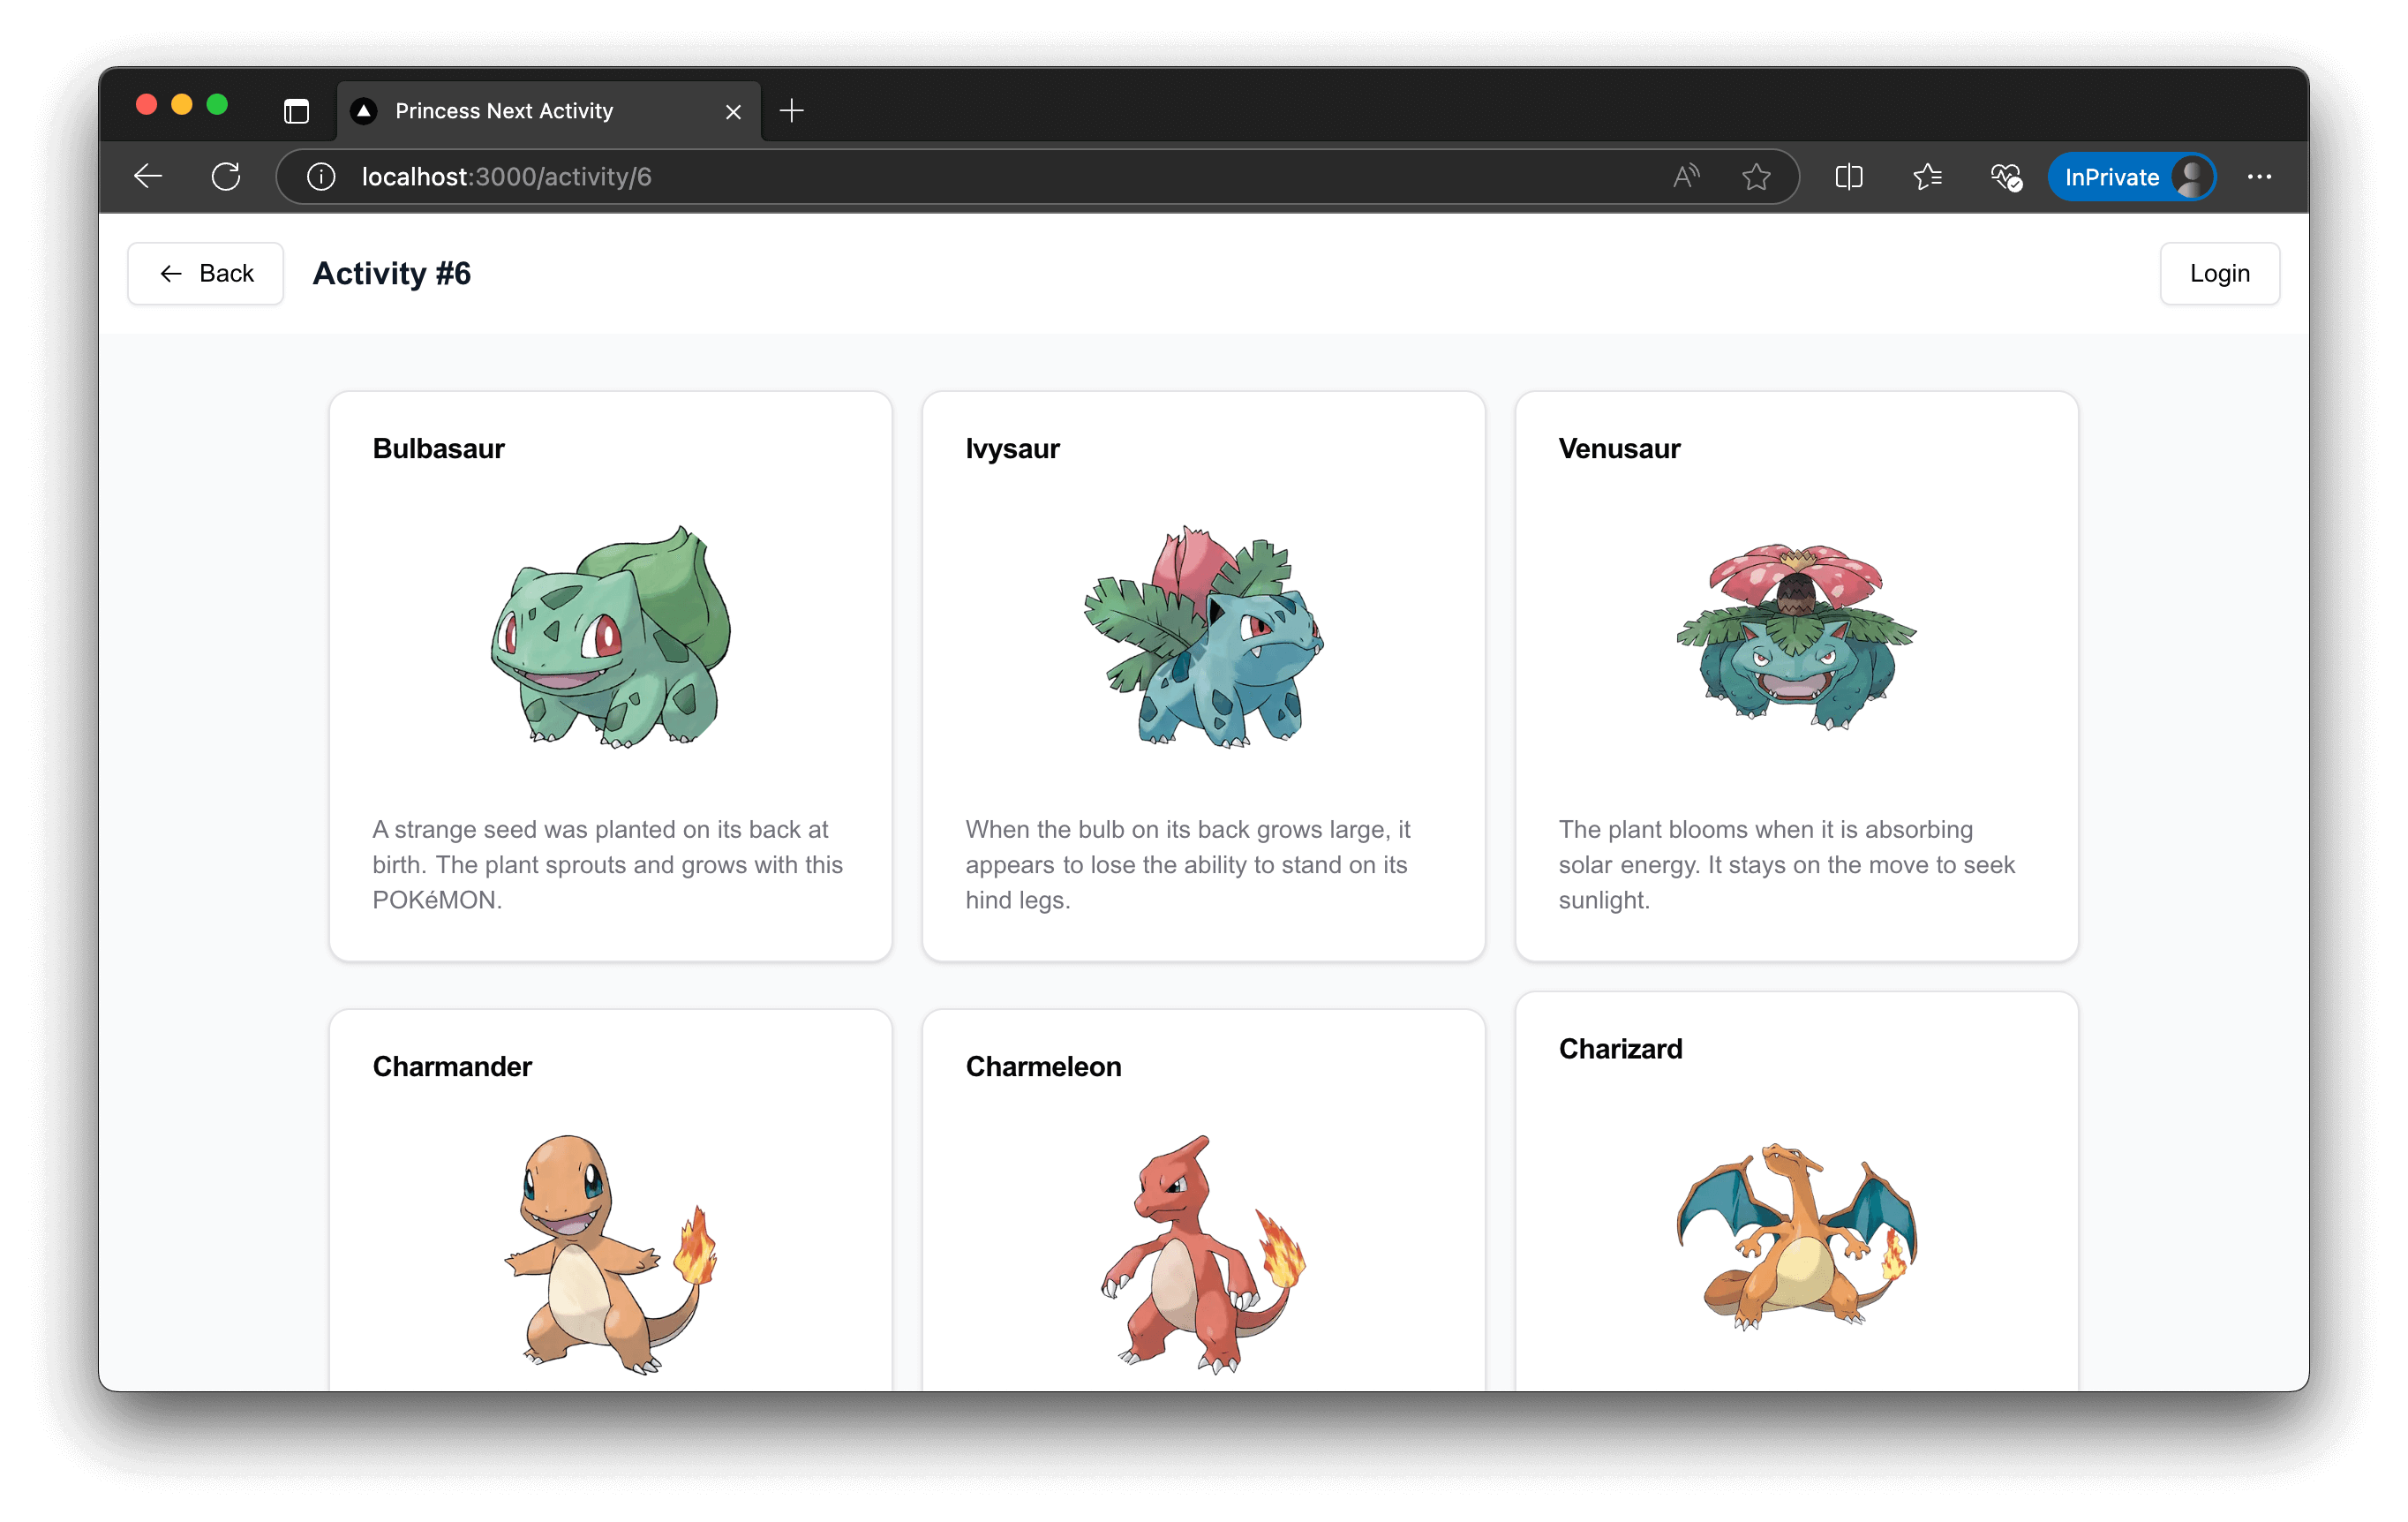 Princess Next Activity
localhost:3000/activity/6
InPrivate
Back
Activity #6
Login
Bulbasaur
A strange seed was planted on its back at
birth. The plant sprouts and grows with this
POKéMON.
Ivysaur
When the bulb on its back grows large, it
appears to lose the ability to stand on its
hind legs.
Venusaur
The plant blooms when it is absorbing
solar energy. It stays on the move to seek
sunlight.
Charmander
Charmeleon
Charizard